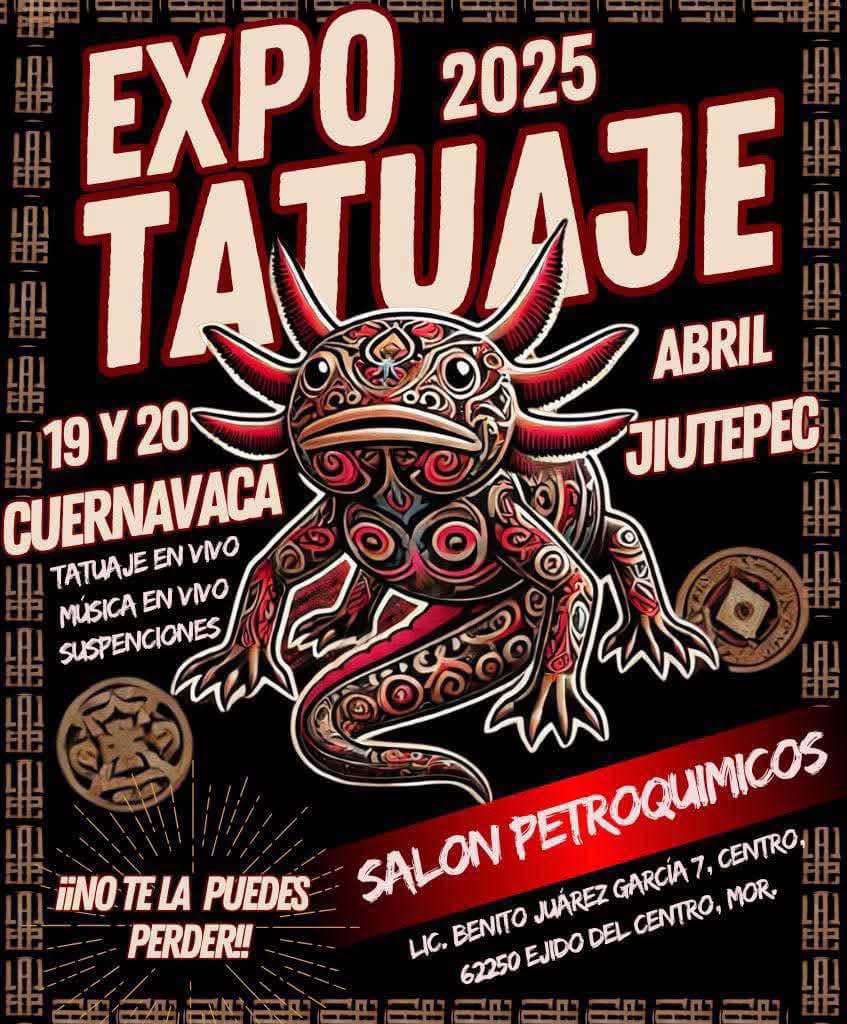 EXPO 2025
TATUAJE
ABRIL
19 Y 20
JIUTEPEC
CUERNAVACA
TATUAJE EN VIVO
MÚSICA EN VIVO
SUSPENCIONES
SALON PETROQUIMICOS
LIC. BENITO JUÁREZ GARCÍA 7, CENTRO,
62250 EJIDO DEL CENTRO, MOR.
¡¡NO TE LA PUEDES
PERDER!!